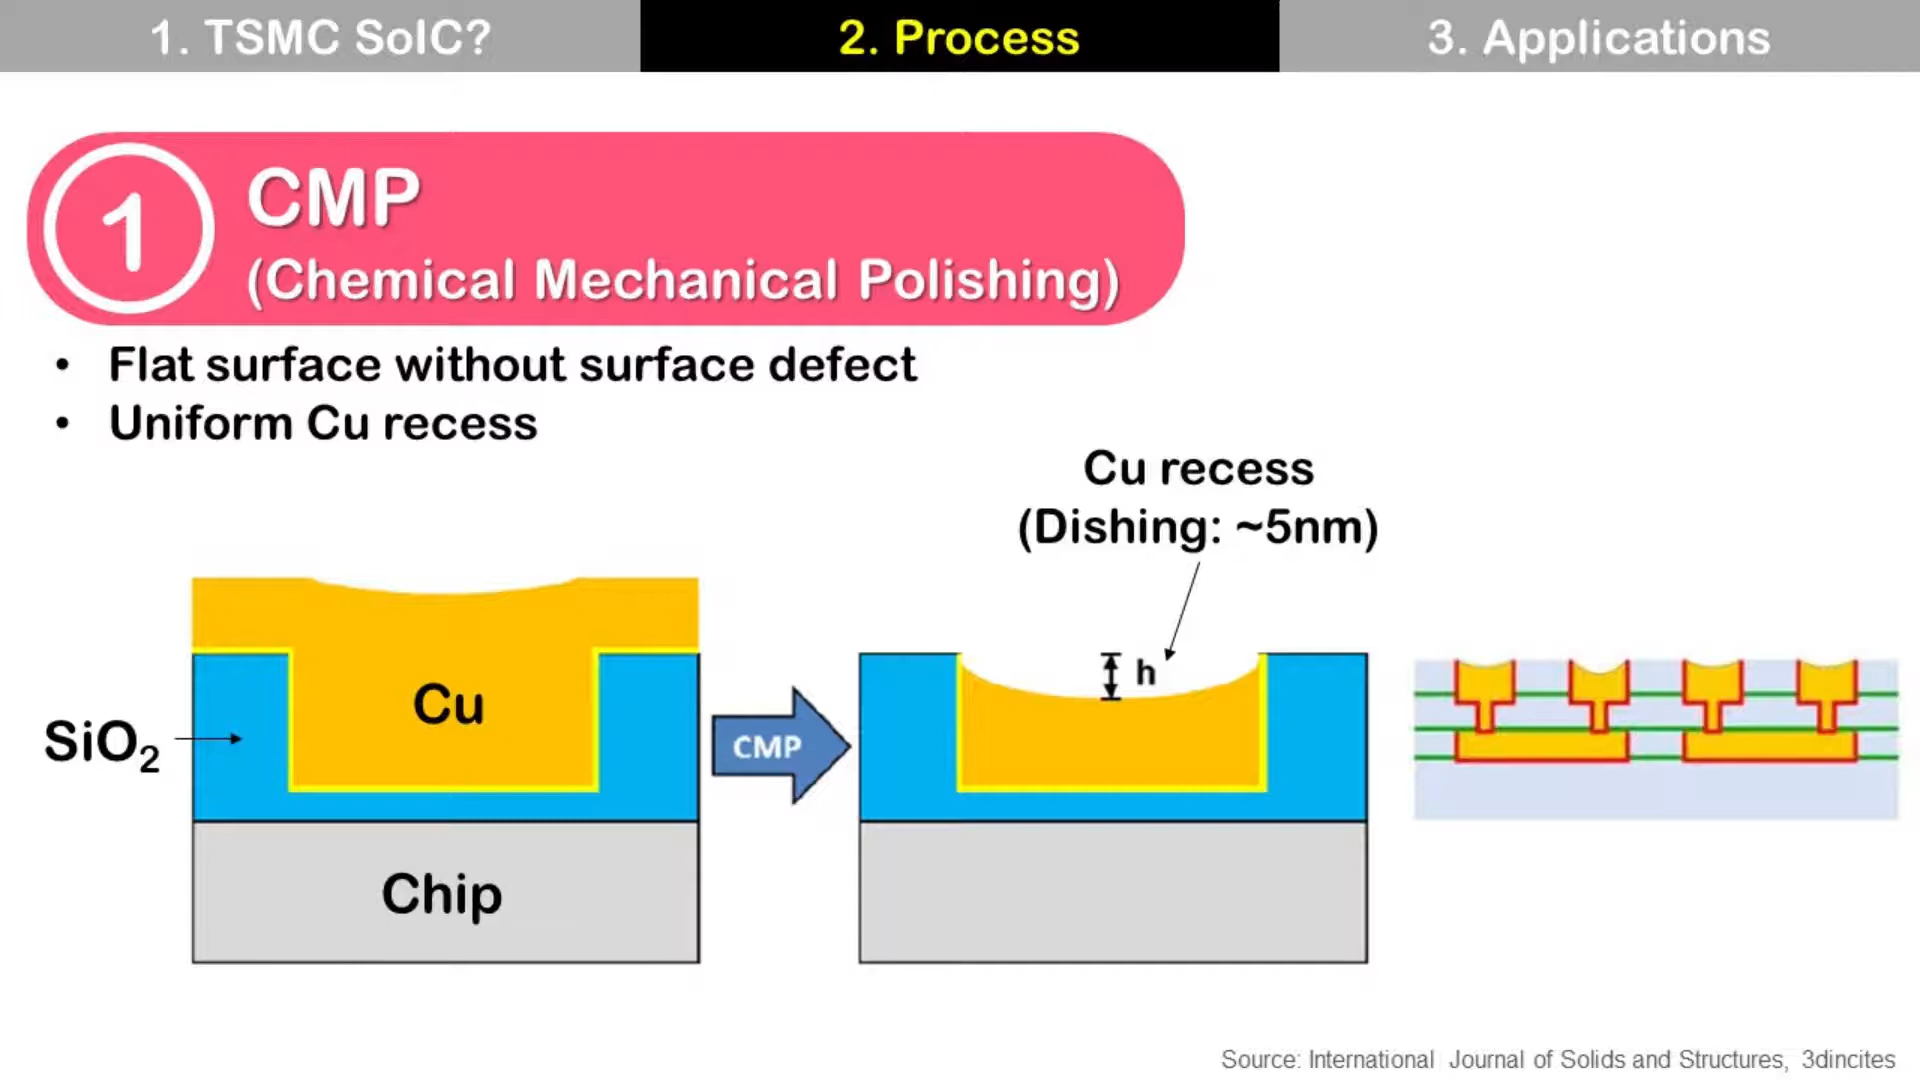 1. TSMC SoIC?
2. Process
3. Applications
1
CMP
(Chemical Mechanical Polishing)
• Flat surface without surface defect
• Uniform Cu recess
Cu recess
(Dishing: ~5nm)
h
Cu
SiO₂
CMP
Chip
Source: International Journal of Solids and Structures, 3dincites